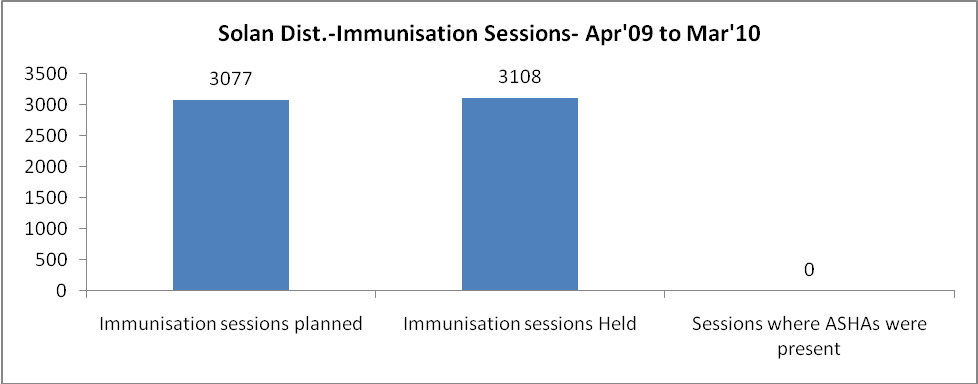 Solan Dist.-Immunisation Sessions- Apr'09 to Mar'10
3500
3000
2500
2000
1500
1000
500
0
3077
3108
0
Immunisation sessions planned
Immunisation sessions Held
Sessions where ASHAs were
present